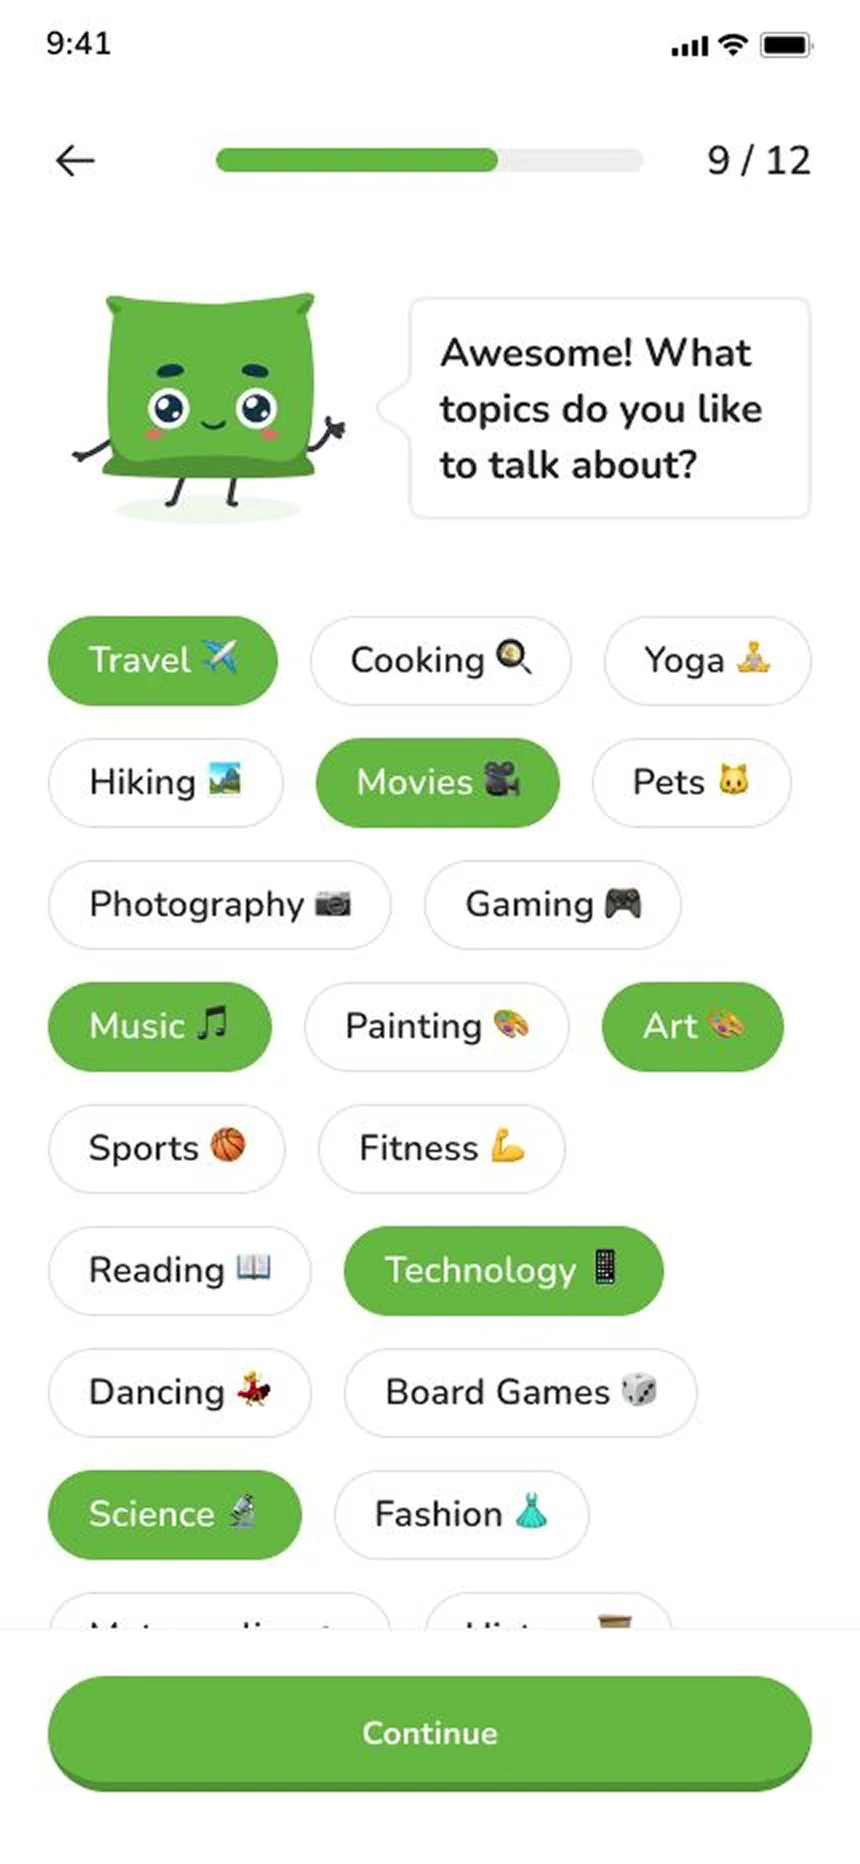 9:41
9 / 12
Awesome! What
topics do you like
to talk about?
Travel ✈️ Cooking 🍳 Yoga 🧘
Hiking 🏞️ Movies 🎥 Pets 🐱
Photography 📷 Gaming 🎮
Music 🎵 Painting 🎨 Art 🎨
Sports 🏀 Fitness 💪
Reading 📖 Technology 📱
Dancing 💃 Board Games 🎲
Science 🔬 Fashion 👗
Continue